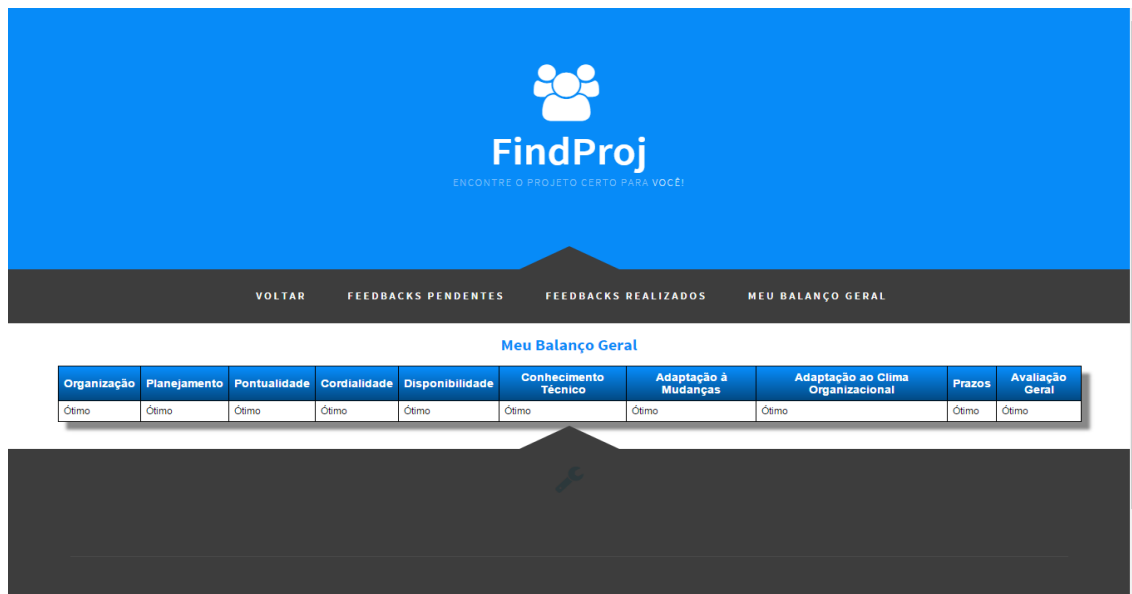 FindProj
ENCONTRE O PROJETO CERTO PARA VOCÊ!
VOLTAR FEEDBACKS PENDENTES FEEDBACKS REALIZADOS MEU BALANÇO GERAL
Meu Balanço Geral
Organização Planejamento Pontualidade Cordialidade Disponibilidade Conhecimento Técnico Adaptação à Mudanças Adaptação ao Clima Organizacional Prazos Avaliação Geral
Ótimo Ótimo Ótimo Ótimo Ótimo Ótimo Ótimo Ótimo Ótimo Ótimo